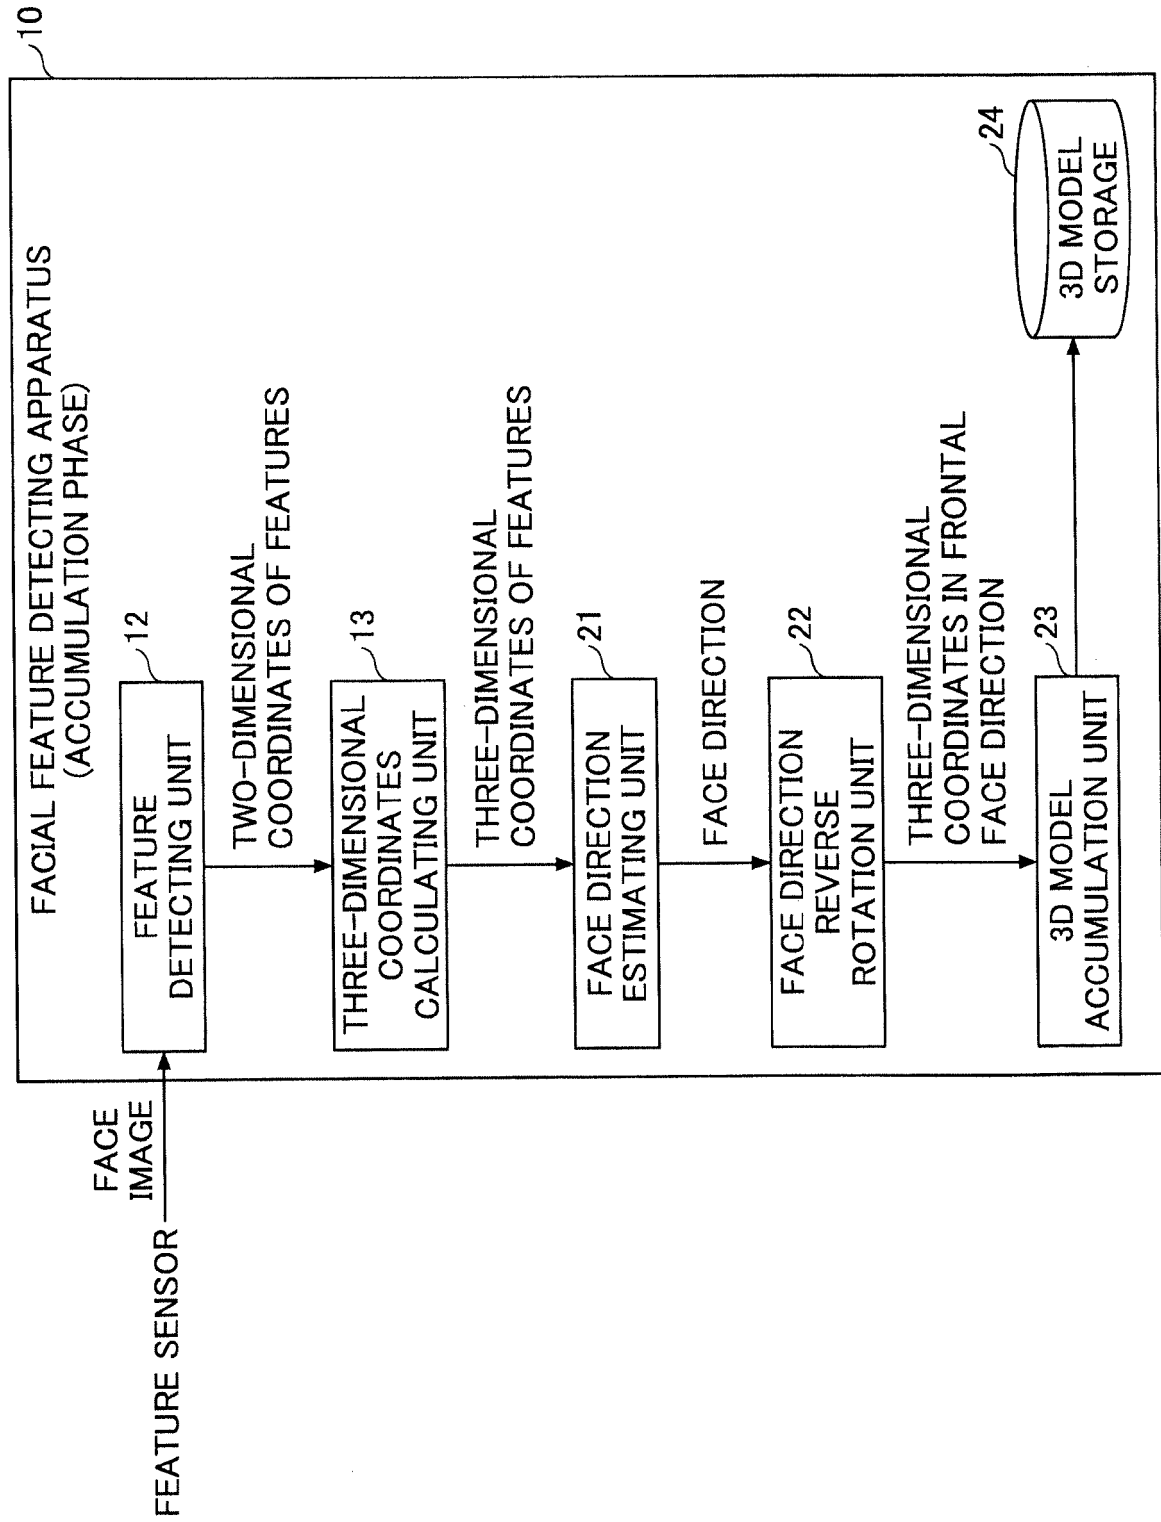 10
FACIAL FEATURE DETECTING APPARATUS
(ACCUMULATION PHASE)
FEATURE SENSOR
FACE
IMAGE
12
FEATURE
DETECTING UNIT
TWO-DIMENSIONAL
COORDINATES OF FEATURES
13
THREE-DIMENSIONAL
COORDINATES
CALCULATING UNIT
THREE-DIMENSIONAL
COORDINATES OF FEATURES
21
FACE DIRECTION
ESTIMATING UNIT
FACE DIRECTION
22
FACE DIRECTION
REVERSE
ROTATION UNIT
THREE-DIMENSIONAL
COORDINATES IN FRONTAL
FACE DIRECTION
23
3D MODEL
ACCUMULATION UNIT
24
3D MODEL
STORAGE